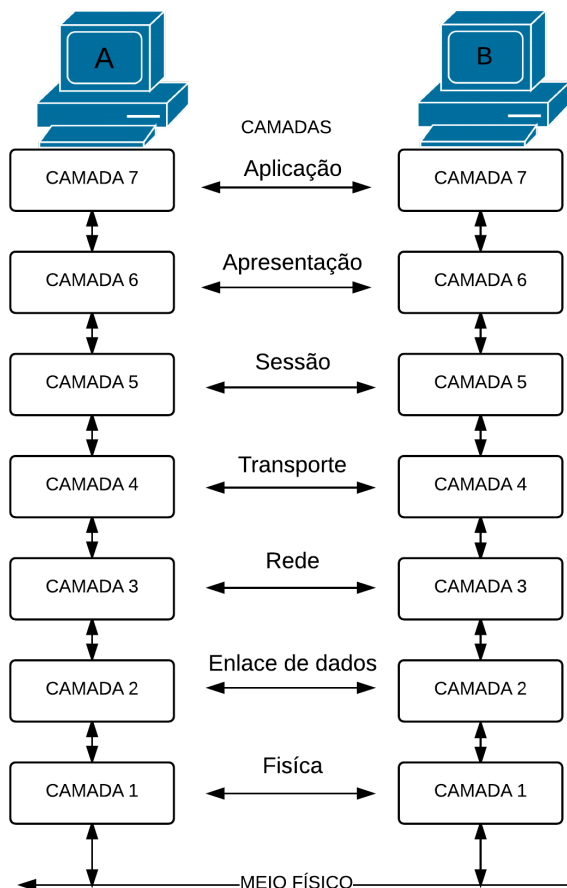 A
B
CAMADAS
CAMADA 7
Aplicação
CAMADA 7
CAMADA 6
Apresentação
CAMADA 6
CAMADA 5
Sessão
CAMADA 5
CAMADA 4
Transporte
CAMADA 4
CAMADA 3
Rede
CAMADA 3
CAMADA 2
Enlace de dados
CAMADA 2
CAMADA 1
Fisíca
CAMADA 1
MEIO FÍSICO